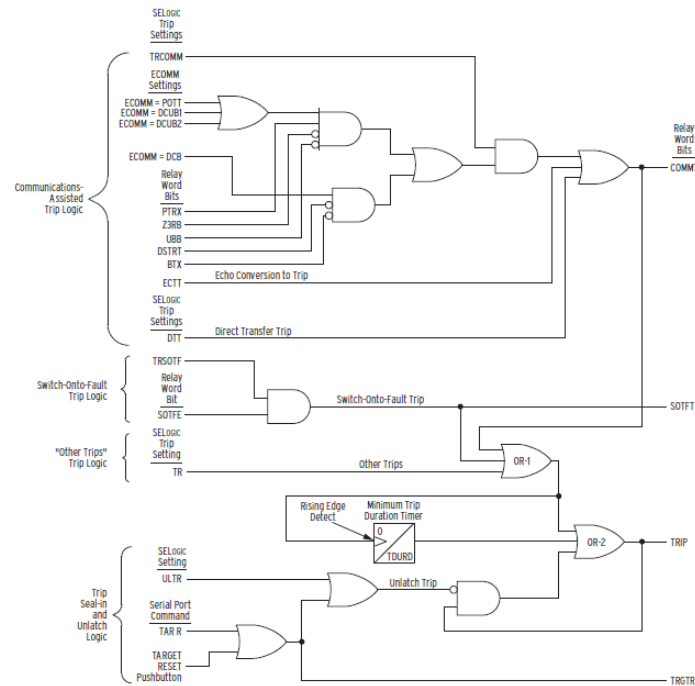 SELOGIC
Trip
Settings
TRCOMM
ECOMM
Settings
ECOMM = POTT
ECOMM = DCUB1
ECOMM = DCUB2
ECOMM = DCB
Relay
Word
Bits
COMMT
Communications-
Assisted
Trip Logic
Relay
Word
Bits
PTRX
Z3RB
UBB
DSTRT
BTX
ECTT
Echo Conversion to Trip
SELOGIC
Trip
Settings
DTT
Direct Transfer Trip
Switch-Onto-Fault
Trip Logic
TRSOTF
Relay
Word
Bit
SOTFE
Switch-Onto-Fault Trip
SOTFT
"Other Trips"
Trip Logic
SELOGIC
Trip
Setting
TR
Other Trips
OR-1
Rising Edge
Detect
Minimum Trip
Duration Timer
0
TDURD
OR-2
TRIP
Trip
Seal-in
and
Unlatch
Logic
SELOGIC
Setting
ULTR
Unlatch Trip
Serial Port
Command
TAR R
TARGET
RESET
Pushbutton
TRGTR